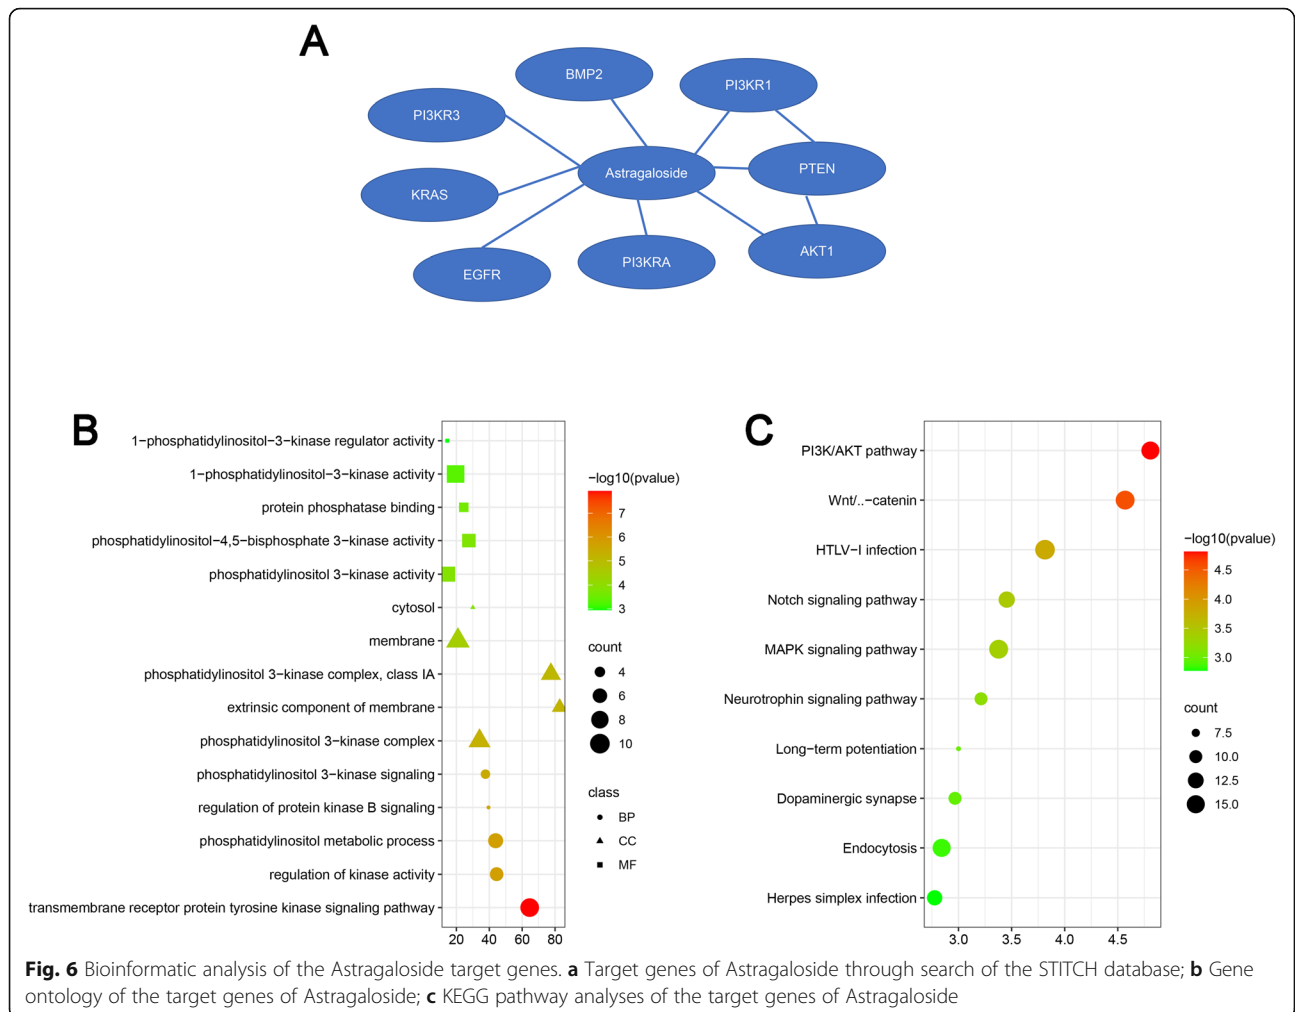 A
BMP2
PI3KR1
PI3KR3
PTEN
Astragaloside
KRAS
AKT1
PI3KRA
EGFR
B
1−phosphatidylinositol−3−kinase regulator activity
1−phosphatidylinositol−3−kinase activity
protein phosphatase binding
phosphatidylinositol−4,5−bisphosphate 3−kinase activity
phosphatidylinositol 3−kinase activity
cytosol
membrane
phosphatidylinositol 3−kinase complex, class IA
extrinsic component of membrane
phosphatidylinositol 3−kinase complex
phosphatidylinositol 3−kinase signaling
regulation of protein kinase B signaling
phosphatidylinositol metabolic process
regulation of kinase activity
transmembrane receptor protein tyrosine kinase signaling pathway
20 40 60 80
−log10(pvalue)
7
6
5
4
3
count
4
6
8
10
class
BP
CC
MF
C
PI3K/AKT pathway
Wnt/..−catenin
HTLV−I infection
Notch signaling pathway
MAPK signaling pathway
Neurotrophin signaling pathway
Long−term potentiation
Dopaminergic synapse
Endocytosis
Herpes simplex infection
3.0 3.5 4.0 4.5
−log10(pvalue)
4.5
4.0
3.5
3.0
count
7.5
10.0
12.5
15.0
Fig. 6 Bioinformatic analysis of the Astragaloside target genes. a Target genes of Astragaloside through search of the STITCH database; b Gene
ontology of the target genes of Astragaloside; c KEGG pathway analyses of the target genes of Astragaloside